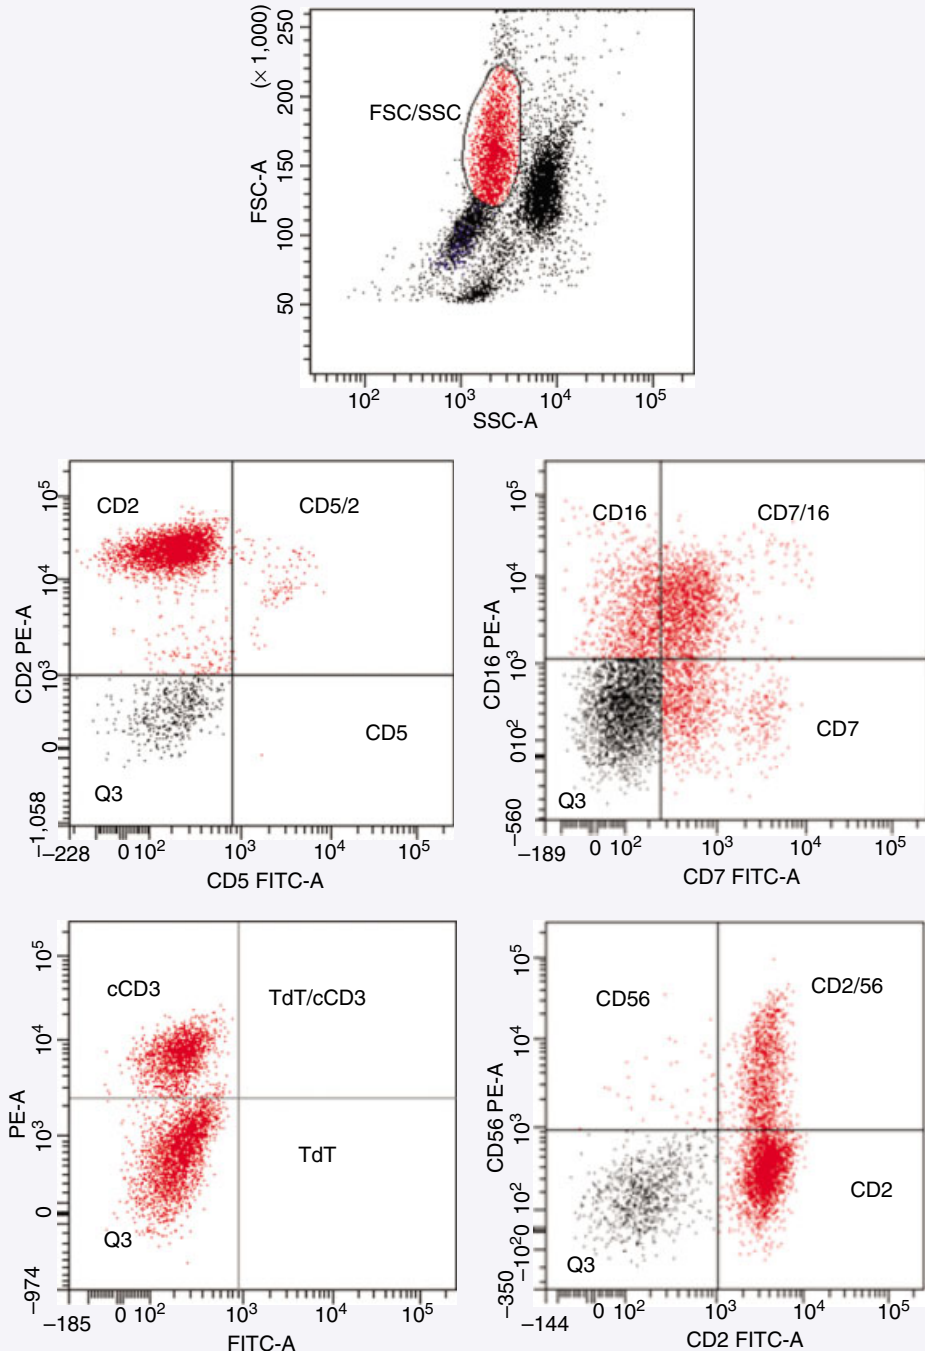 (× 1,000)
250
200
150
100
50
FSC-A
FSC/SSC
10² 10³ 10⁴ 10⁵
SSC-A
CD2 CD5/2
CD5
Q3
10⁵
10⁴
10³
0
−1,058
CD2 PE-A
−228 0 10² 10³ 10⁴ 10⁵
CD5 FITC-A
CD16 CD7/16
CD7
Q3
10⁵
10⁴
10³
010²
−560
CD16 PE-A
−189 0 10² 10³ 10⁴ 10⁵
CD7 FITC-A
cCD3 TdT/cCD3
TdT
Q3
10⁵
10⁴
10³
0
−974
PE-A
−185 0 10² 10³ 10⁴ 10⁵
FITC-A
CD56 CD2/56
CD2
Q3
10⁵
10⁴
10³
−10²0 10²
−350
CD56 PE-A
−144 0 10² 10³ 10⁴ 10⁵
CD2 FITC-A